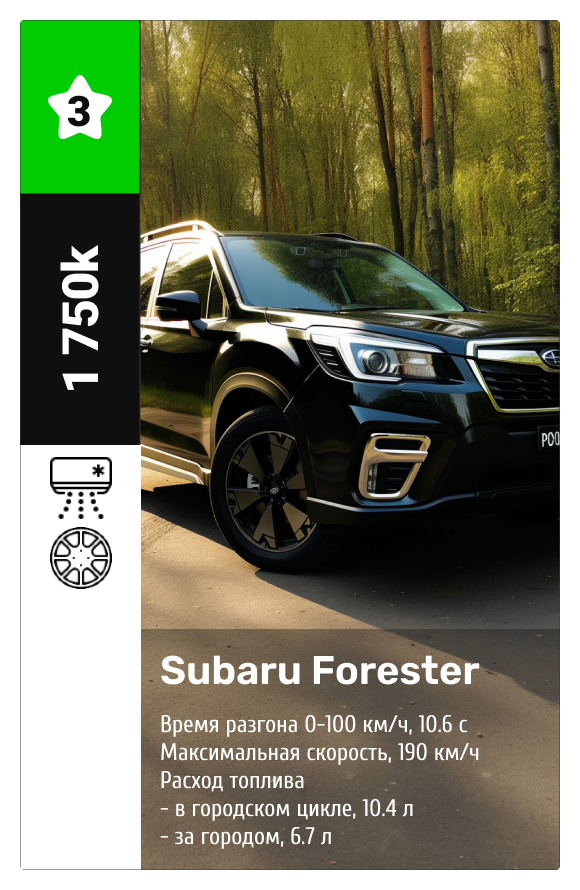 3
1 750k
Subaru Forester
Время разгона 0-100 км/ч, 10.6 с
Максимальная скорость, 190 км/ч
Расход топлива
- в городском цикле, 10.4 л
- за городом, 6.7 л